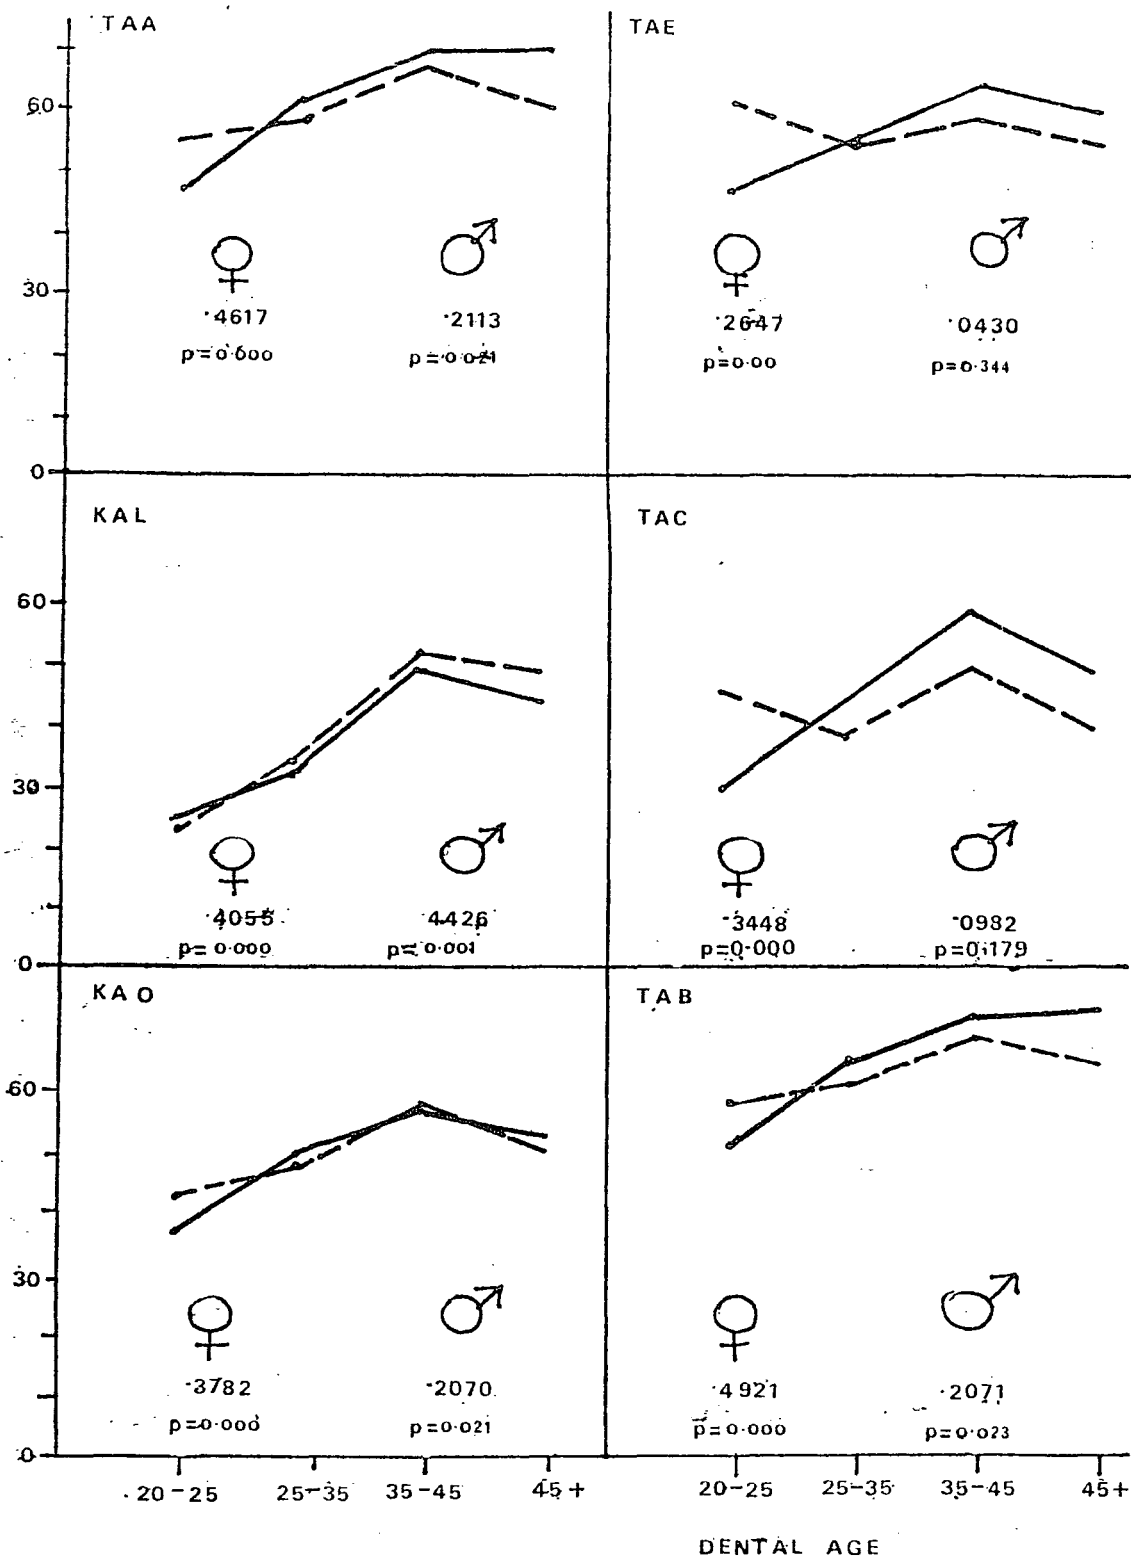 TAA
TAE
60
30
·4617
·2113
·2647
·0430
p=0·600
p=0·021
p=0·00
p=0·344
0
KAL
TAC
60
30
·4055
·4426
·3448
·0982
p=0·000
p=0·001
p=0·000
p=0·179
0
KAO
TAB
60
30
·3782
·2070
·4921
·2071
p=0·000
p=0·021
p=0·000
p=0·023
0
20-25 25-35 35-45 45+
20-25 25-35 35-45 45+
DENTAL AGE